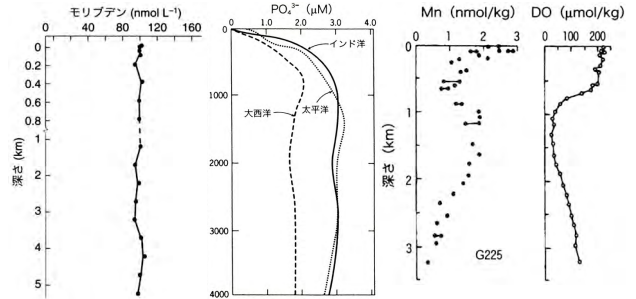 モリブデン (nmol L⁻¹)
0 40 80 120 160
0
0.2
0.4
0.6
0.8
1
2
3
4
5
深さ (km)
PO₄³⁻ (μM)
0 1.0 2.0 3.0 4.0
0
1000
2000
3000
4000
インド洋
大西洋
太平洋
Mn (nmol/kg)
0 1 2 3
0
1
2
3
深さ (km)
G225
DO (μmol/kg)
0 100 200